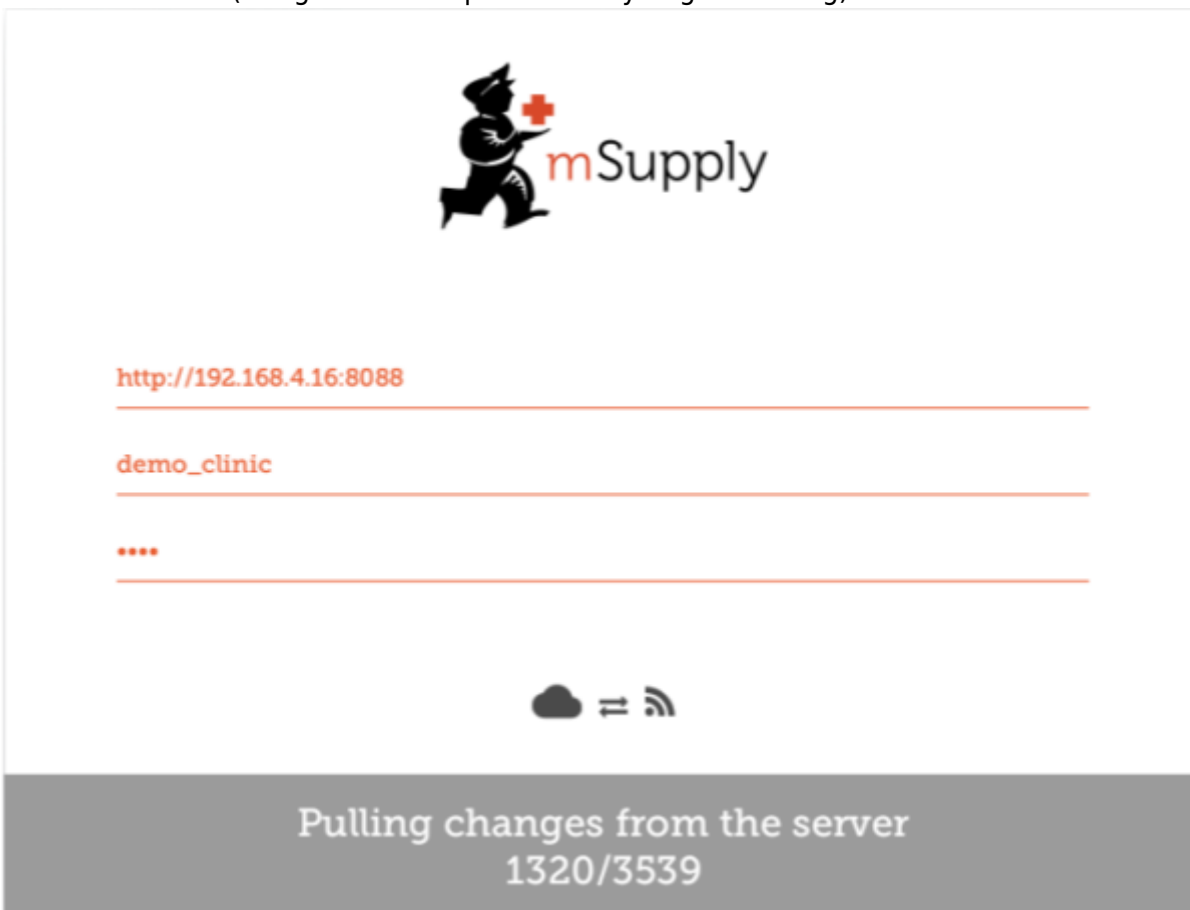 mSupply
http://192.168.4.16:8088
demo_clinic
••••
Pulling changes from the server
1320/3539